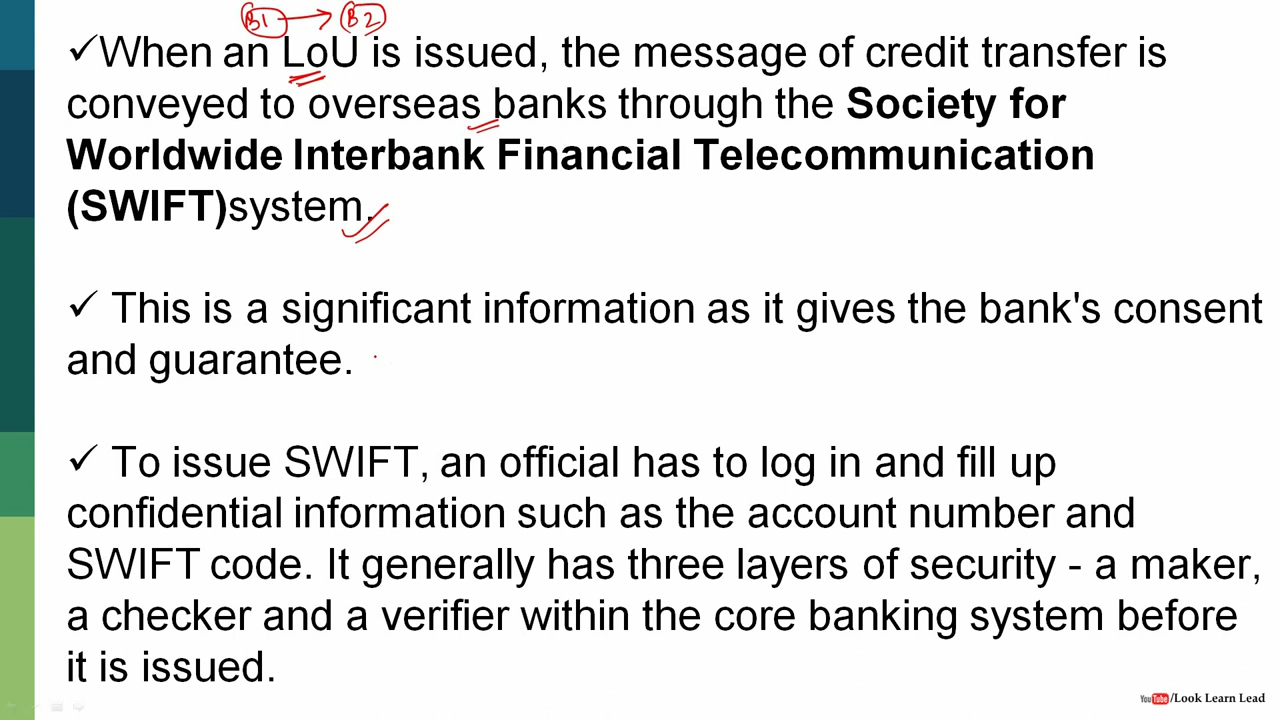 B1 → B2
✓When an LoU is issued, the message of credit transfer is
conveyed to overseas banks through the Society for
Worldwide Interbank Financial Telecommunication
(SWIFT)system.
✓ This is a significant information as it gives the bank's consent
and guarantee.
✓ To issue SWIFT, an official has to log in and fill up
confidential information such as the account number and
SWIFT code. It generally has three layers of security - a maker,
a checker and a verifier within the core banking system before
it is issued.
YouTube/Look Learn Lead